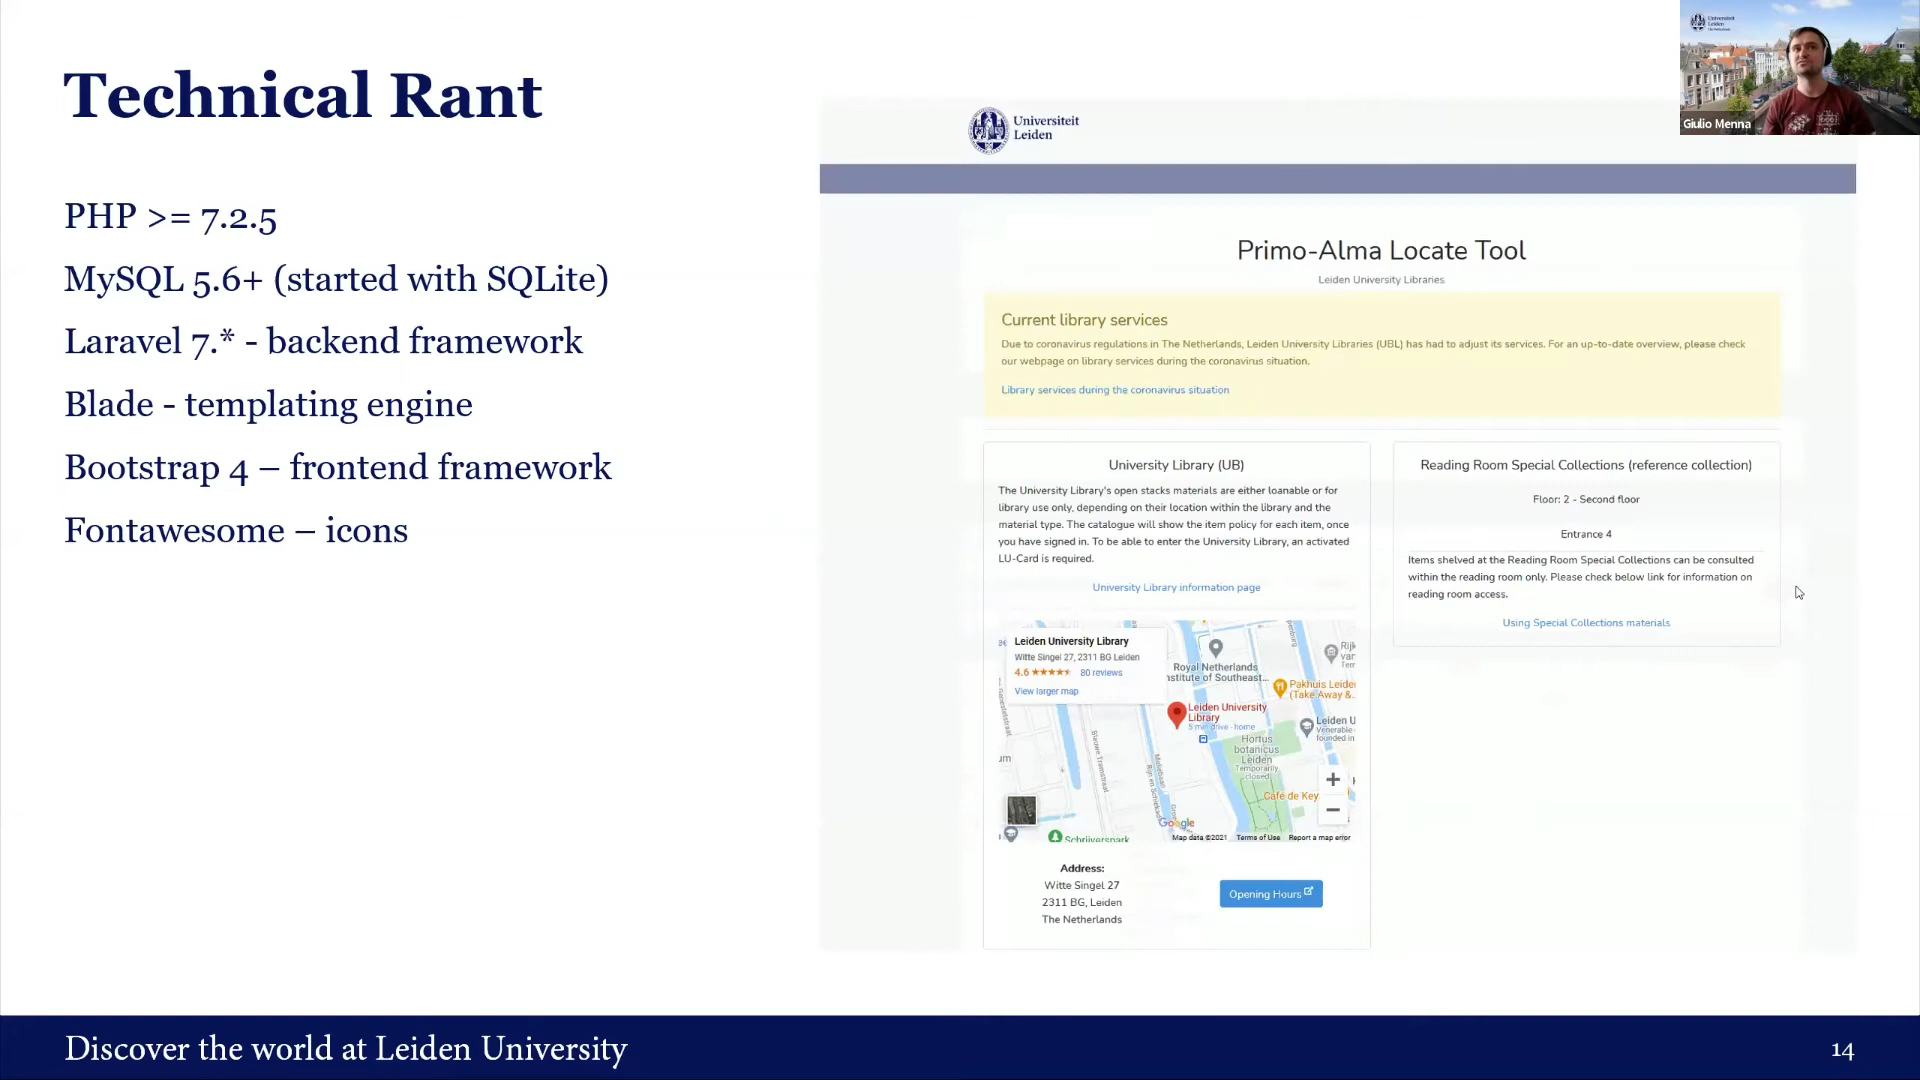 Technical Rant
PHP >= 7.2.5
MySQL 5.6+ (started with SQLite)
Laravel 7.* - backend framework
Blade - templating engine
Bootstrap 4 – frontend framework
Fontawesome – icons
Universiteit
Leiden
Primo-Alma Locate Tool
Leiden University Libraries
Current library services
Due to coronavirus regulations in The Netherlands, Leiden University Libraries (UBL) has had to adjust its services. For an up-to-date overview, please check
our webpage on library services during the coronavirus situation.
Library services during the coronavirus situation
University Library (UB)
The University Library's open stacks materials are either loanable or for
library use only, depending on their location within the library and the
material type. The catalogue will show the item policy for each item, once
you have signed in. To be able to enter the University Library, an activated
LU-Card is required.
University Library information page
Leiden University Library
Witte Singel 27, 2311 BG Leiden
4.6 80 reviews
View larger map
Royal Netherlands
nstitute of Southeast...
Rijk
van
Pakhuis Leide
(Take Away &
Leiden University
Library
5 min drive - home
Leiden U
Venerable
founded in
Hortus
botanicus
Leiden
Temporarily
closed
Café de Key
Schrijverspark
Google
Map data ©2021 Terms of Use Report a map error
Address:
Witte Singel 27
2311 BG, Leiden
The Netherlands
Opening Hours
Reading Room Special Collections (reference collection)
Floor: 2 - Second floor
Entrance 4
Items shelved at the Reading Room Special Collections can be consulted
within the reading room only. Please check below link for information on
reading room access.
Using Special Collections materials
Universiteit
Leiden
Giulio Menna
Discover the world at Leiden University
14